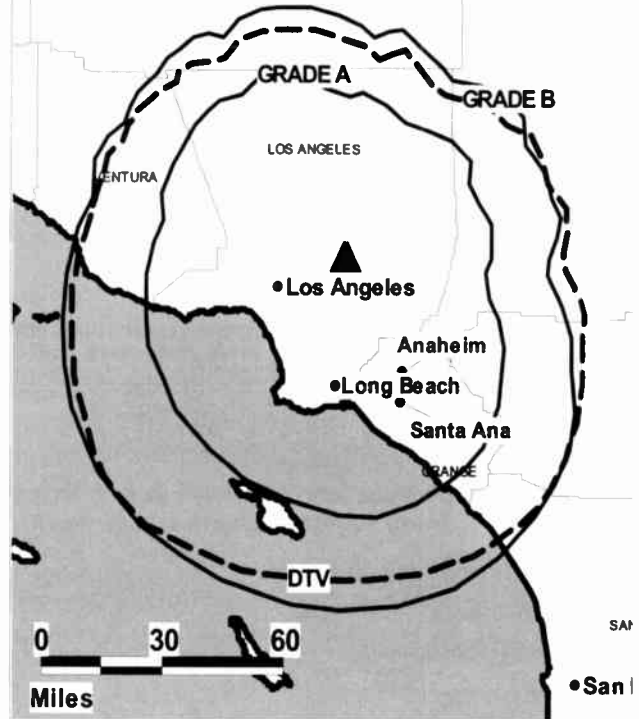 GRADE A
GRADE B
LOS ANGELES
ENTURA
Los Angeles
Anaheim
Long Beach
Santa Ana
ORANGE
DTV
0 30 60
Miles
SAN
San